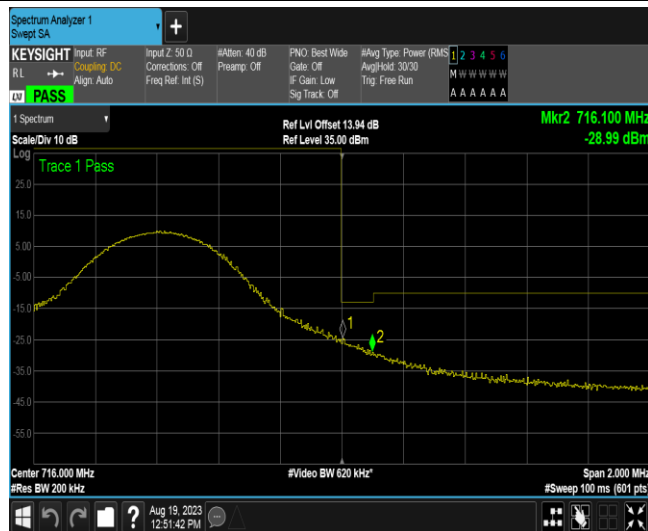 Spectrum Analyzer 1
Swept SA
+
KEYSIGHT
RL
LXI PASS
Input: RF
Coupling: DC
Align: Auto
Input Z: 50 Ω
Corrections: Off
Freq Ref: Int (S)
#Atten: 40 dB
Preamp: Off
PNO: Best Wide
Gate: Off
IF Gain: Low
Sig Track: Off
#Avg Type: Power (RMS
Avg|Hold: 30/30
Trig: Free Run
1 2 3 4 5 6
M W W W W W
A A A A A A
1 Spectrum
Scale/Div 10 dB
Ref Lvl Offset 13.94 dB
Ref Level 35.00 dBm
Mkr2 716.100 MHz
-28.99 dBm
Log
Trace 1 Pass
25.0
15.0
5.00
-5.00
-15.0
-25.0
-35.0
-45.0
-55.0
1
2
Center 716.000 MHz
#Res BW 200 kHz
#Video BW 620 kHz*
Span 2.000 MHz
#Sweep 100 ms (601 pts)
?
Aug 19, 2023
12:51:42 PM